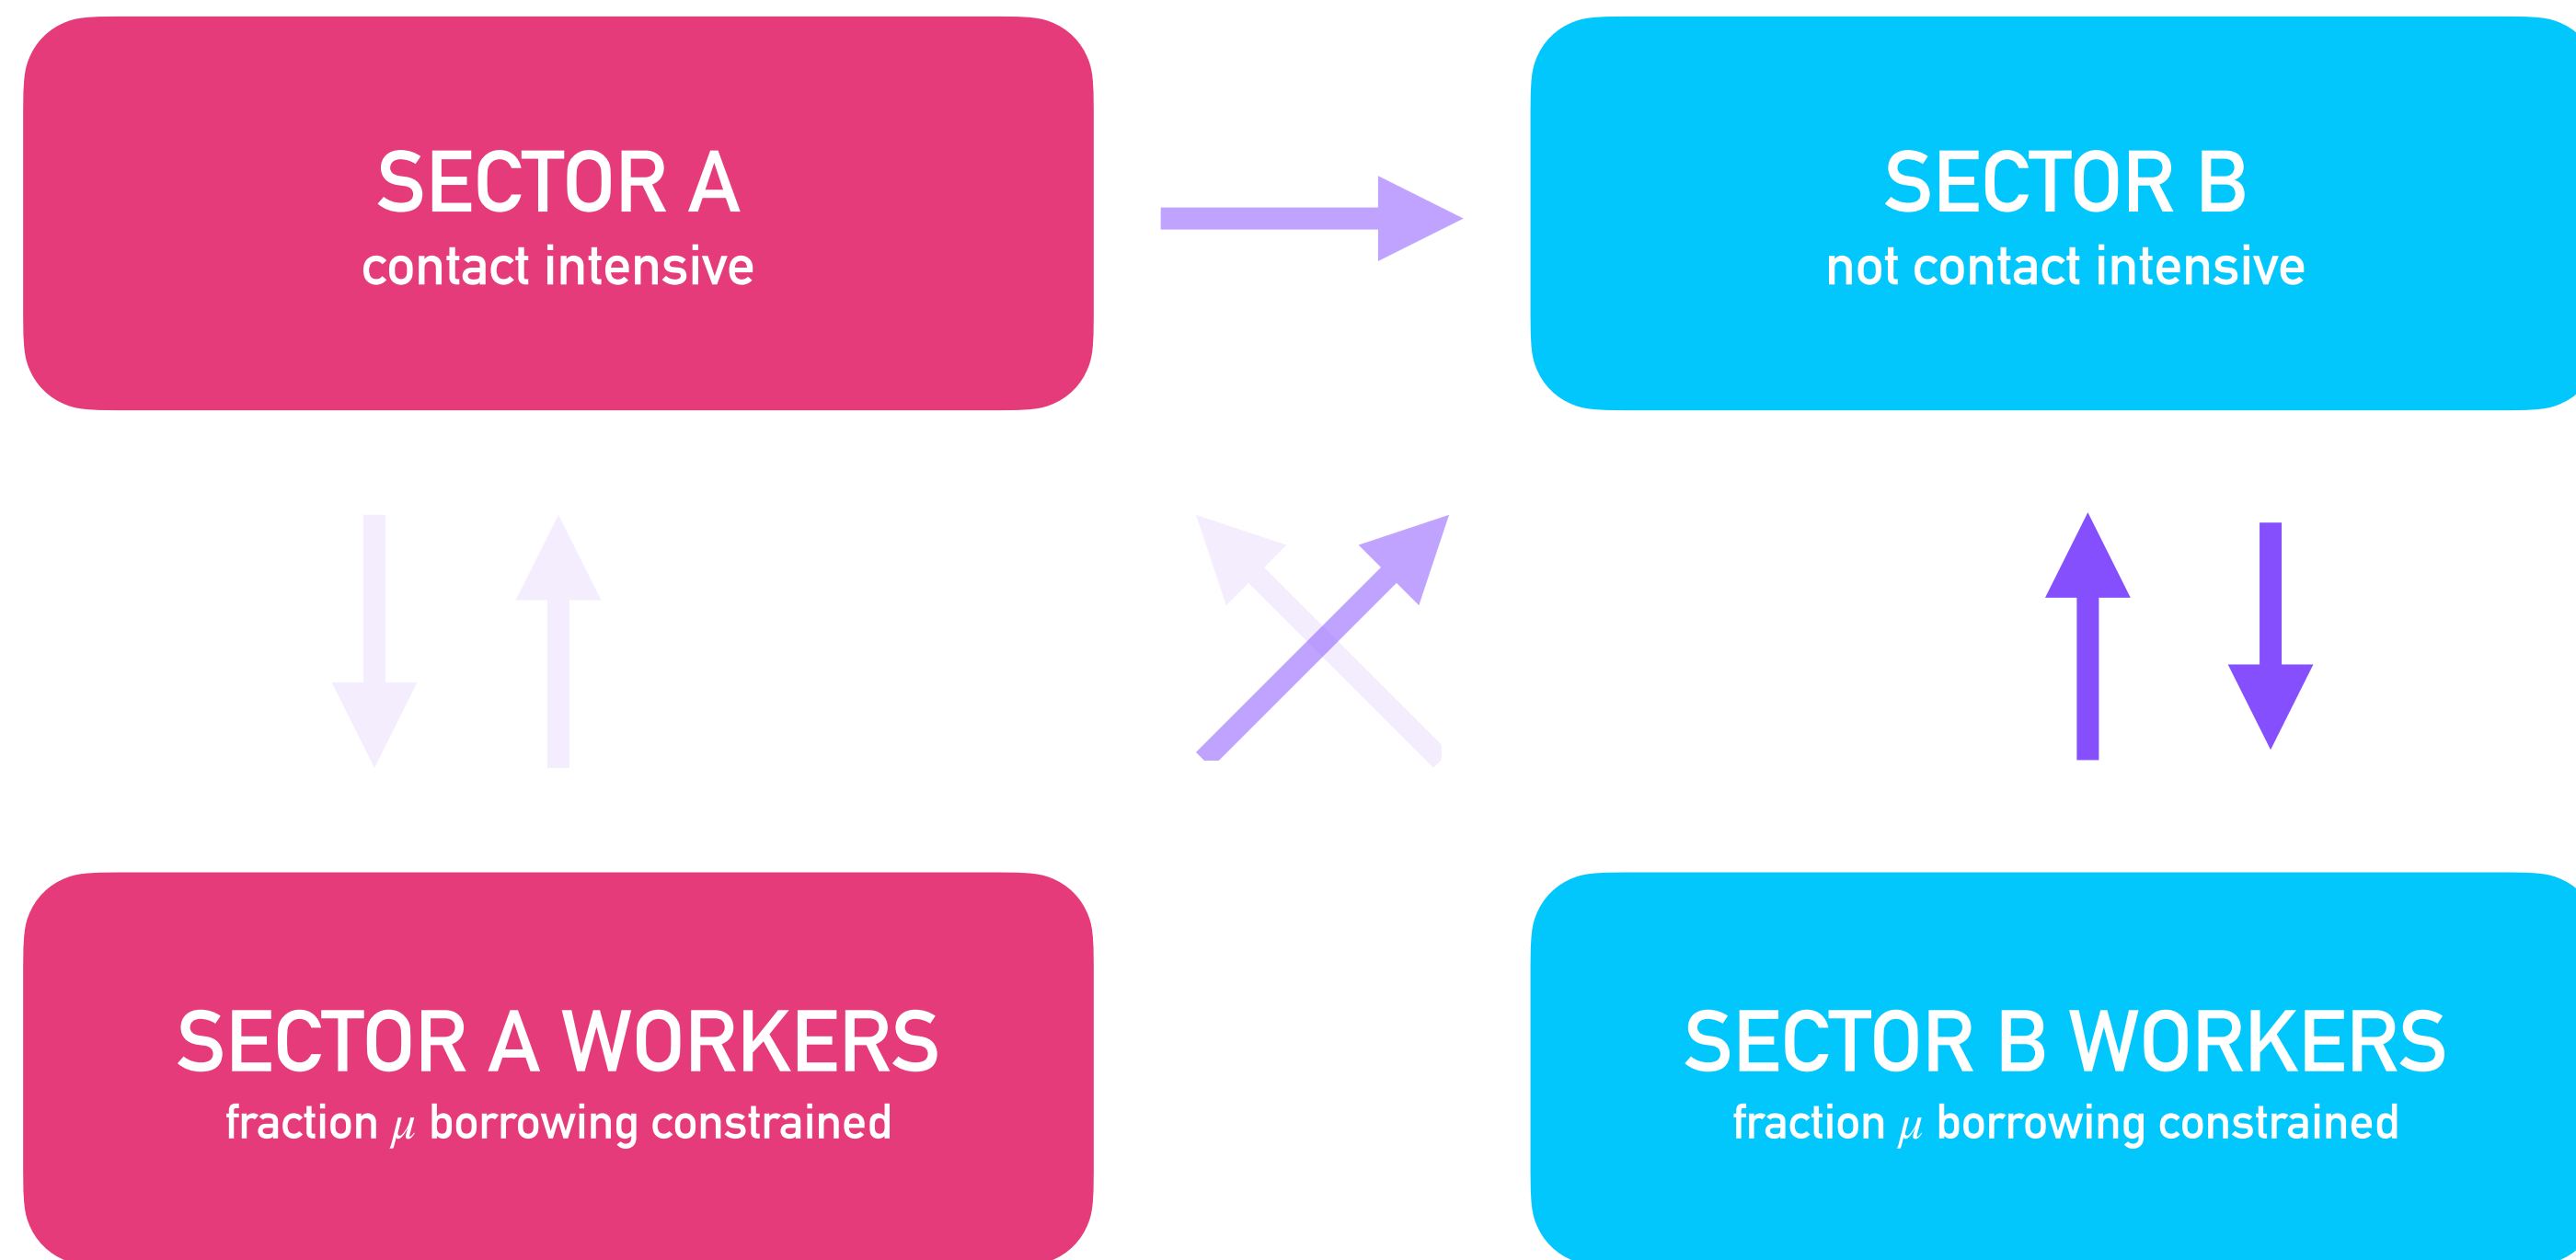 SECTOR A
contact intensive
SECTOR B
not contact intensive
SECTOR A WORKERS
fraction μ borrowing constrained
SECTOR B WORKERS
fraction μ borrowing constrained